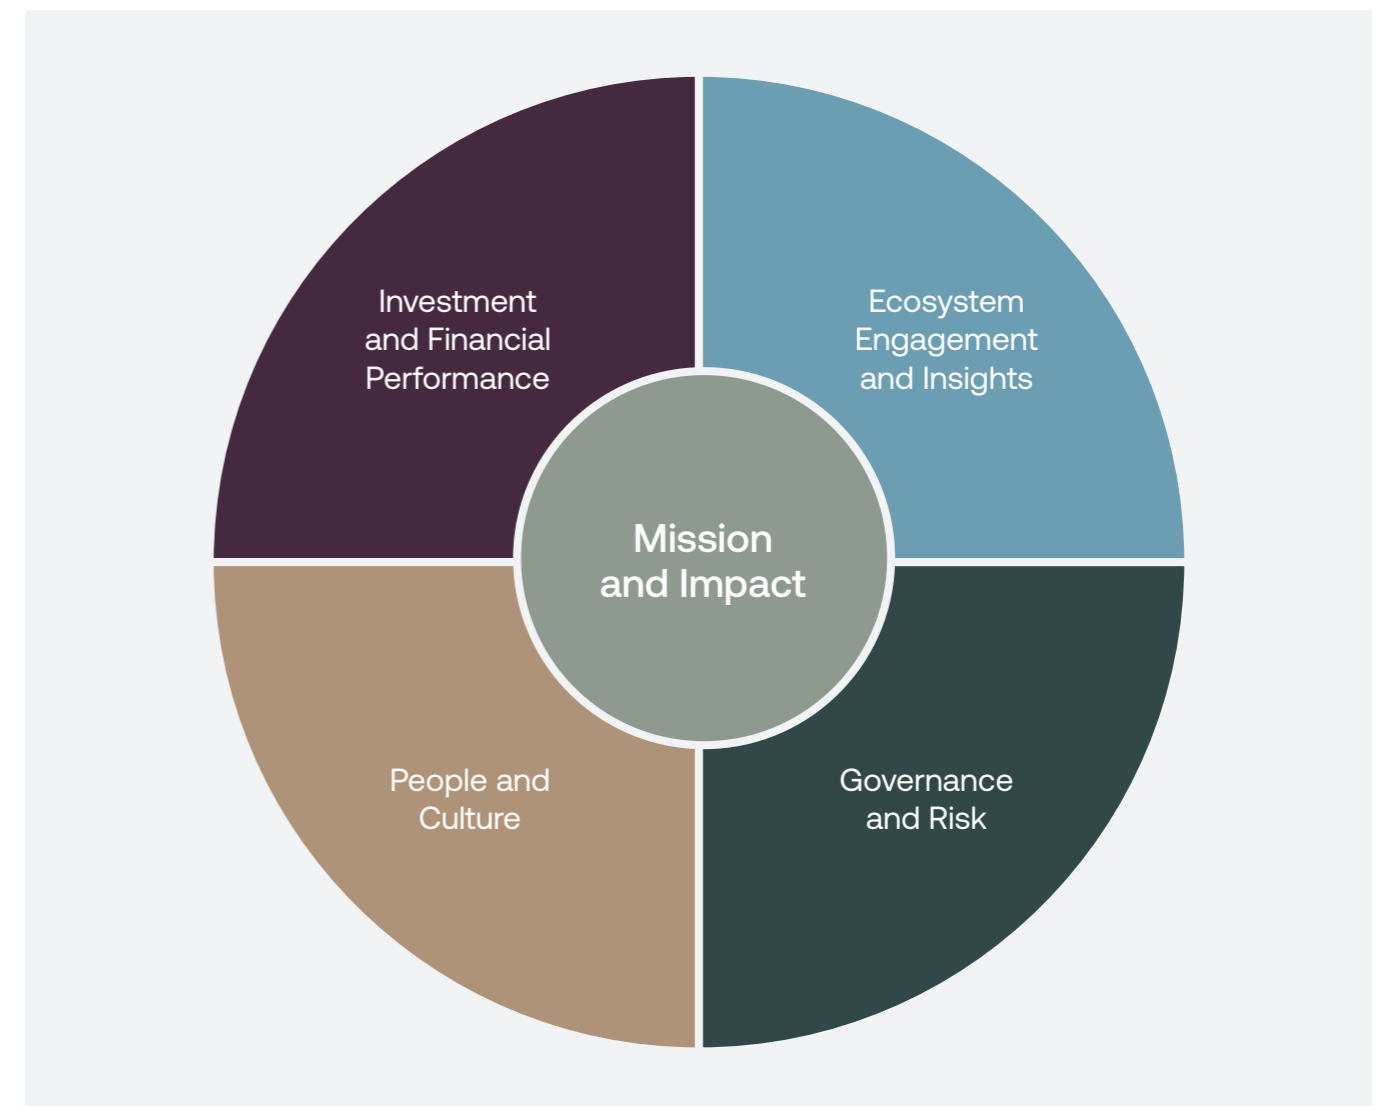 Investment
and Financial
Performance
Ecosystem
Engagement
and Insights
Mission
and Impact
People and
Culture
Governance
and Risk